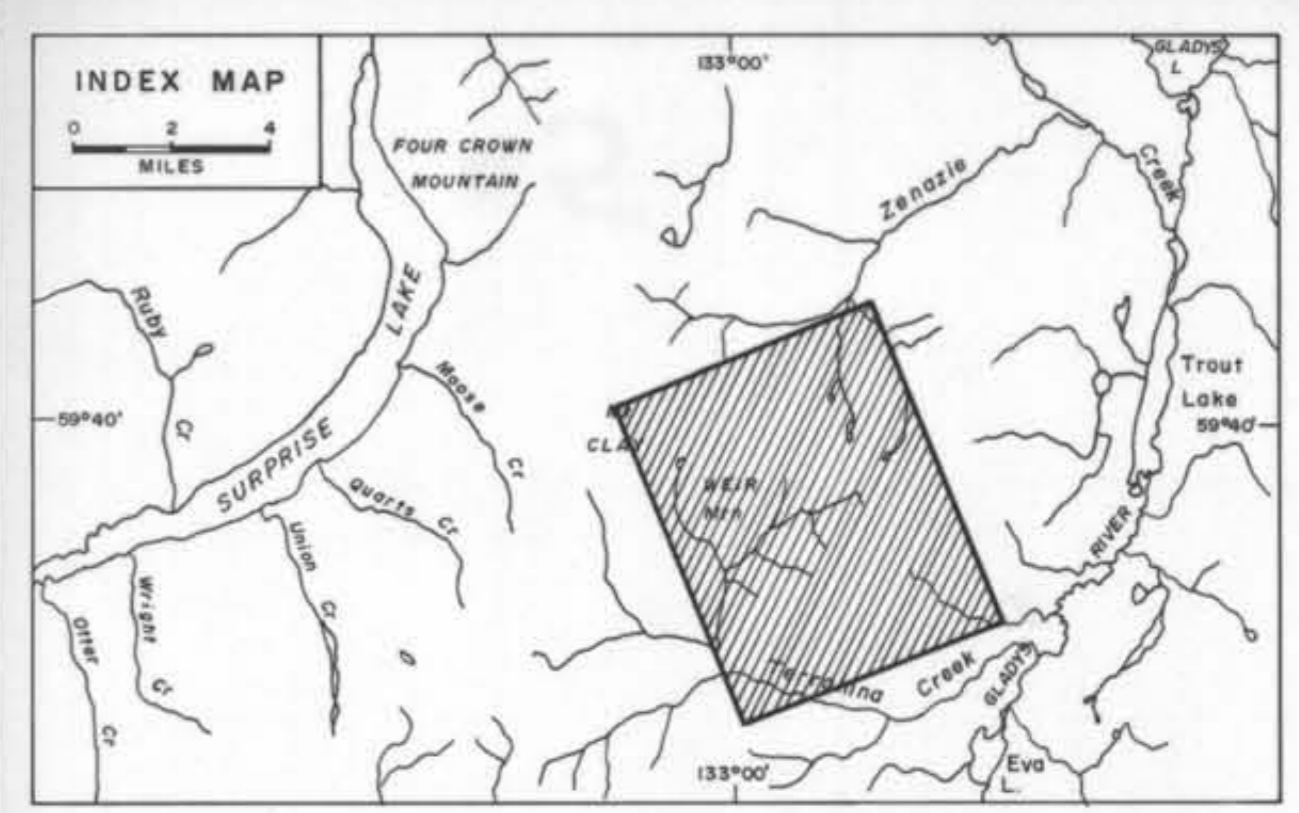 INDEX MAP
0 2 4
MILES
133°00'
GLADYS
L
FOUR CROWN
MOUNTAIN
Zenazie
Creek
Ruby
Cr
LAKE
Moose
Cr
Trout
Lake
59°40'
59°40'
CLAY
SURPRISE
Quartz
Cr
WEIR
Mtn
Union
Cr
RIVER
Wright
Cr
Otter
Cr
Creek
GLADYS
133°00'
Eva
L.